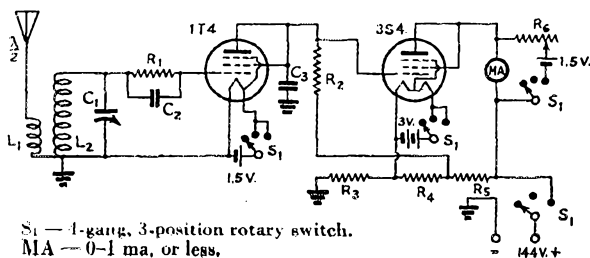 1T4
3S4
R6
λ/2
R1
C3
R2
MA
1.5V.
C1
C2
S1
3V.
S1
L1
L2
S1
1.5V.
R3
R4
R5
S1
S1 — 4-gang, 3-position rotary switch.
MA — 0-1 ma, or less.
-
144V.+